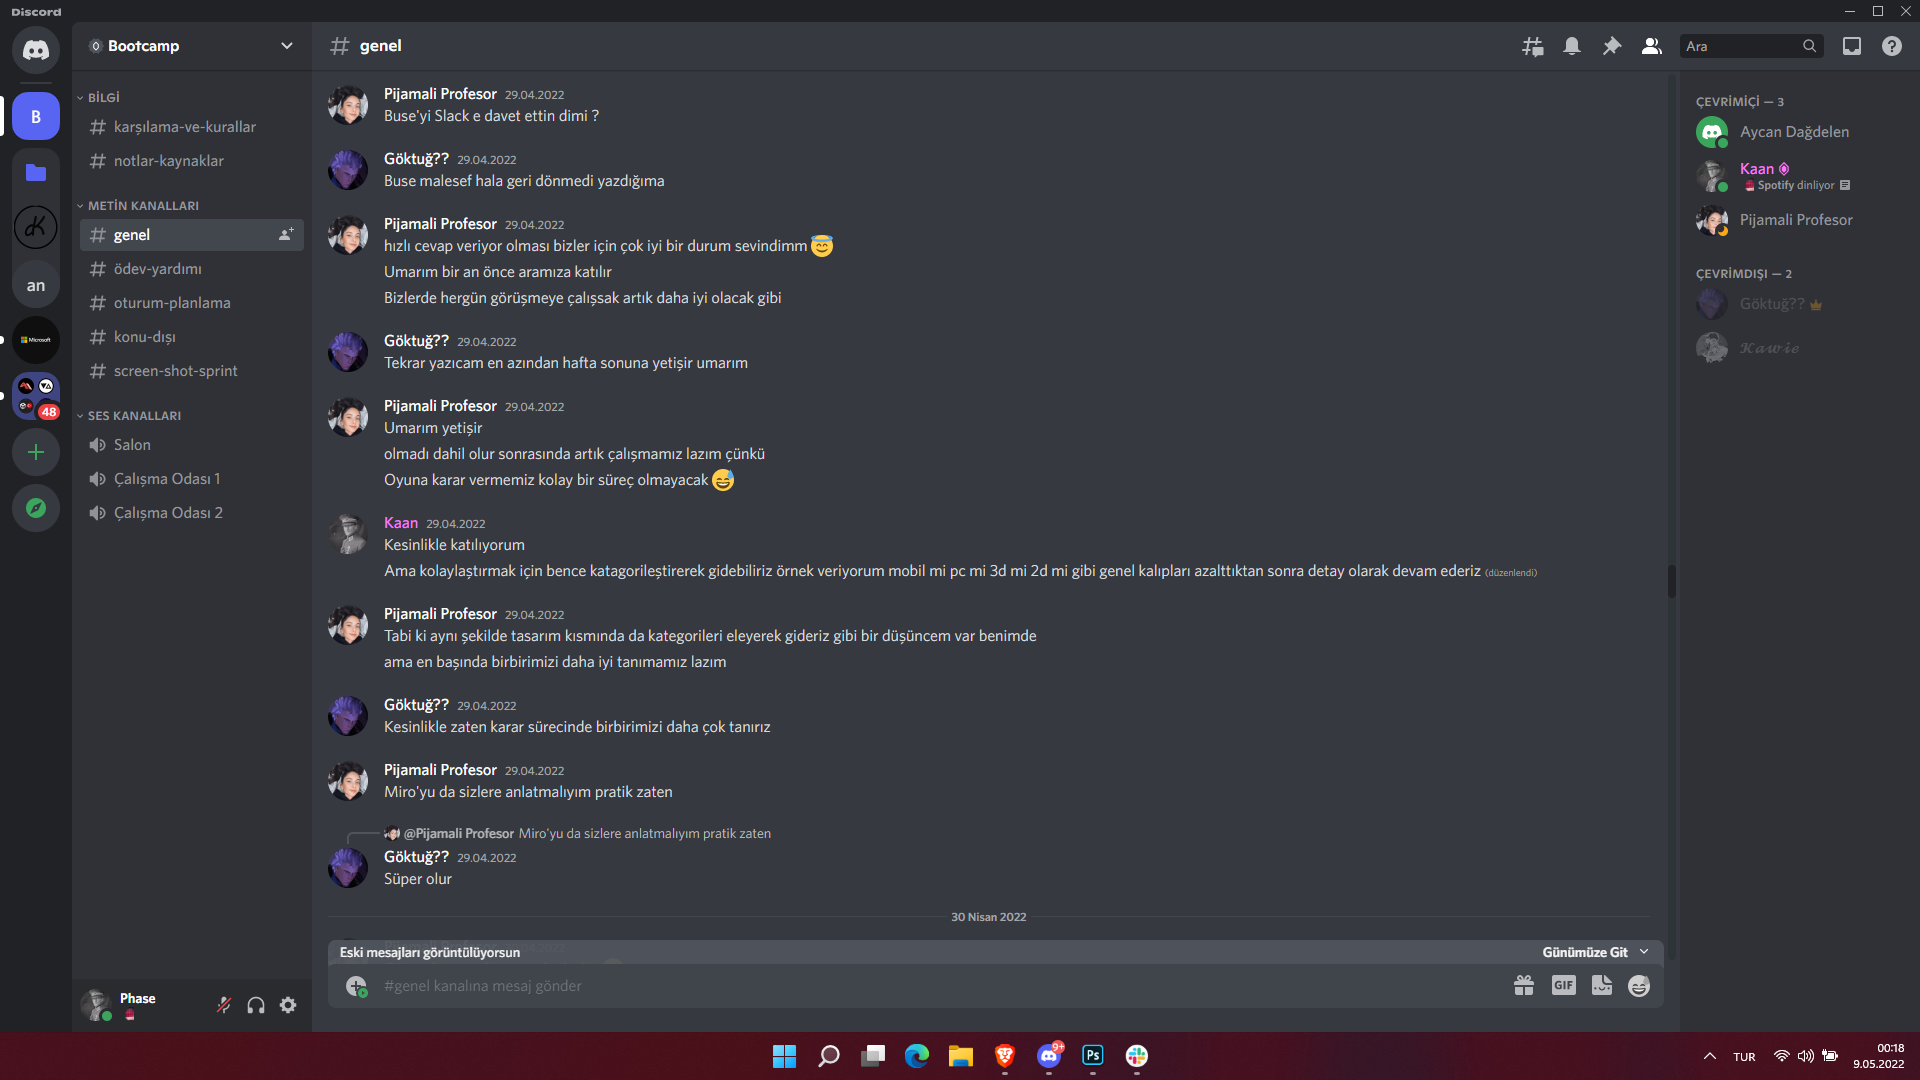 Discord
Bootcamp
BİLGİ
karşılama-ve-kurallar
notlar-kaynaklar
METİN KANALLARI
genel
ödev-yardımı
oturum-planlama
konu-dışı
screen-shot-sprint
SES KANALLARI
Salon
Çalışma Odası 1
Çalışma Odası 2
B
an
Microsoft
48
Phase
genel
Ara
Pijamali Profesor 29.04.2022
Buse'yi Slack e davet ettin dimi ?
Göktuğ?? 29.04.2022
Buse malesef hala geri dönmedi yazdığıma
Pijamali Profesor 29.04.2022
hızlı cevap veriyor olması bizler için çok iyi bir durum sevindimm 😇
Umarım bir an önce aramıza katılır
Bizlerde hergün görüşmeye çalışsak artık daha iyi olacak gibi
Göktuğ?? 29.04.2022
Tekrar yazıcam en azından hafta sonuna yetişir umarım
Pijamali Profesor 29.04.2022
Umarım yetişir
olmadı dahil olur sonrasında artık çalışmamız lazım çünkü
Oyuna karar vermemiz kolay bir süreç olmayacak 😅
Kaan 29.04.2022
Kesinlikle katılıyorum
Ama kolaylaştırmak için bence katagorileştirerek gidebiliriz örnek veriyorum mobil mi pc mi 3d mi 2d mi gibi genel kalıpları azalttıktan sonra detay olarak devam ederiz (düzenlendi)
Pijamali Profesor 29.04.2022
Tabi ki aynı şekilde tasarım kısmında da kategorileri eleyerek gideriz gibi bir düşüncem var benimde
ama en başında birbirimizi daha iyi tanımamız lazım
Göktuğ?? 29.04.2022
Kesinlikle zaten karar sürecinde birbirimizi daha çok tanırız
Pijamali Profesor 29.04.2022
Miro'yu da sizlere anlatmalıyım pratik zaten
@Pijamali Profesor Miro'yu da sizlere anlatmalıyım pratik zaten
Göktuğ?? 29.04.2022
Süper olur
30 Nisan 2022
Eski mesajları görüntülüyorsun
Günümüze Git
#genel kanalına mesaj gönder
GIF
ÇEVRİMİÇİ — 3
Aycan Dağdelen
Kaan
Spotify dinliyor
Pijamali Profesor
ÇEVRİMDIŞI — 2
Göktuğ??
𝓚𝓪𝔀𝓲𝓮
9+
Ps
TUR
00:18
9.05.2022